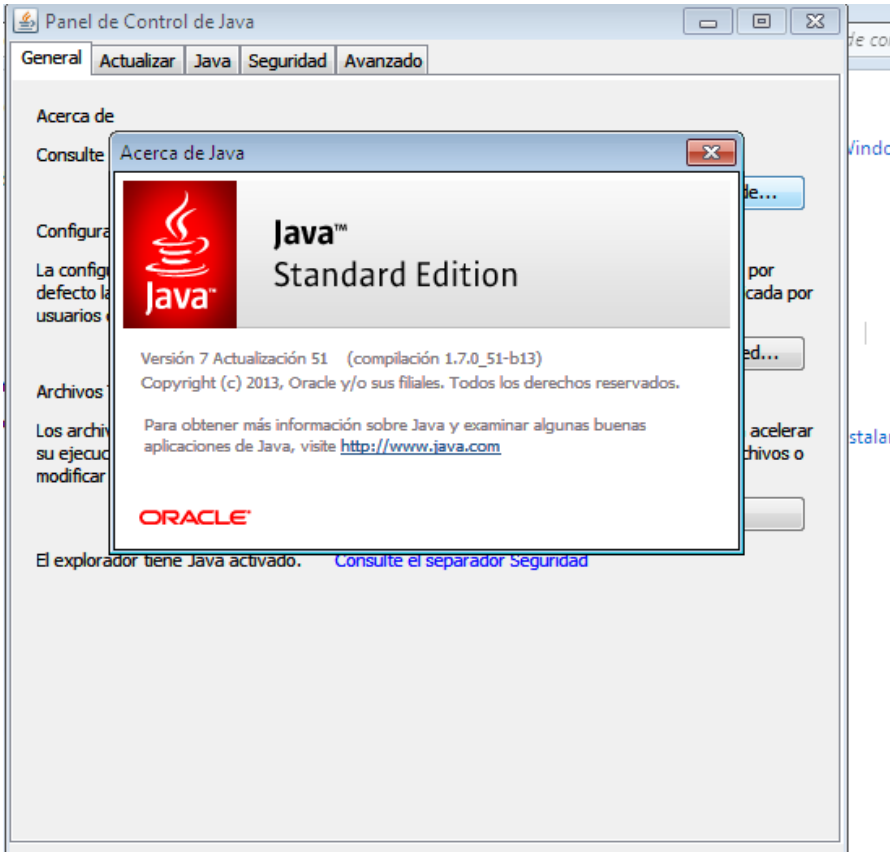 Panel de Control de Java
de
General Actualizar Java Seguridad Avanzado
Acerca de
Consulte
Acerca de Java
de...
Configura
La config
por
defecto la
cada por
usuarios
ed...
Java
Java™
Standard Edition
Versión 7 Actualización 51 (compilación 1.7.0_51-b13)
Copyright (c) 2013, Oracle y/o sus filiales. Todos los derechos reservados.
Para obtener más información sobre Java y examinar algunas buenas
aplicaciones de Java, visite http://www.java.com
ORACLE
Archivos
Los archiv
acelerar
su ejecuc
chivos o
modificar
El explorador tiene Java activado. Consulte el separador Seguridad